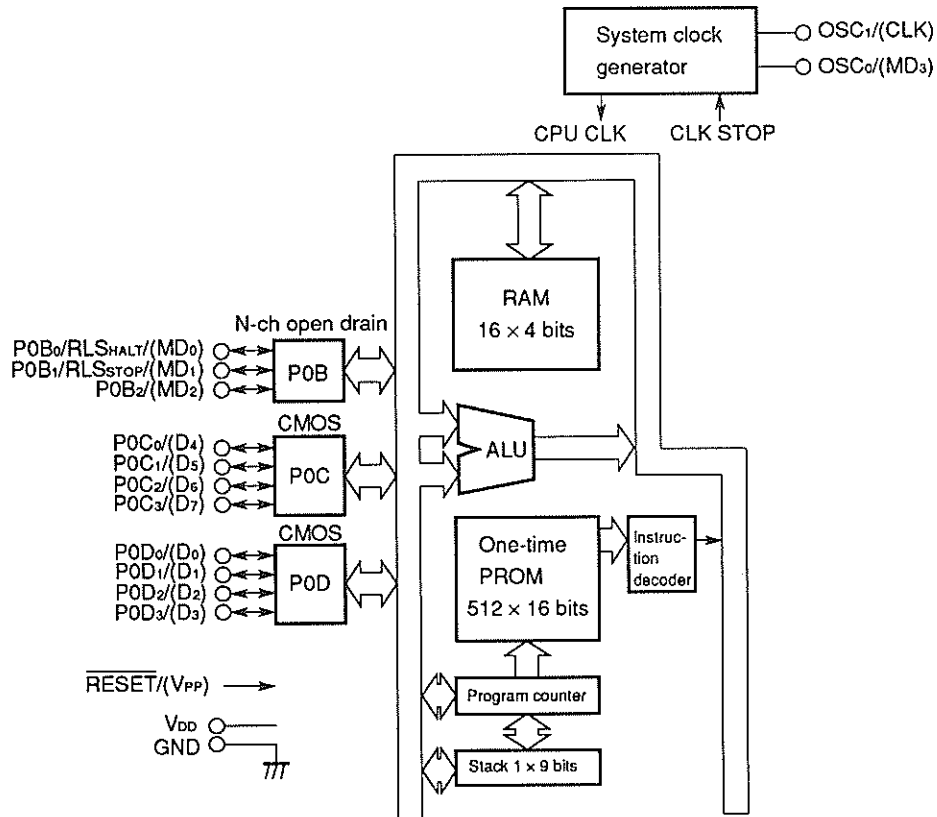 System clock
generator
OSC₁/(CLK)
OSC₀/(MD₃)
CPU CLK
CLK STOP
RAM
16 × 4 bits
N-ch open drain
P0B₀/RLSHALT/(MD₀)
P0B₁/RLSSTOP/(MD₁)
P0B₂/(MD₂)
P0B
CMOS
P0C₀/(D₄)
P0C₁/(D₅)
P0C₂/(D₆)
P0C₃/(D₇)
P0C
ALU
CMOS
P0D₀/(D₀)
P0D₁/(D₁)
P0D₂/(D₂)
P0D₃/(D₃)
P0D
One-time
PROM
512 × 16 bits
Instruc-
tion
decoder
RESET/(VPP)
Program counter
VDD
GND
Stack 1 × 9 bits